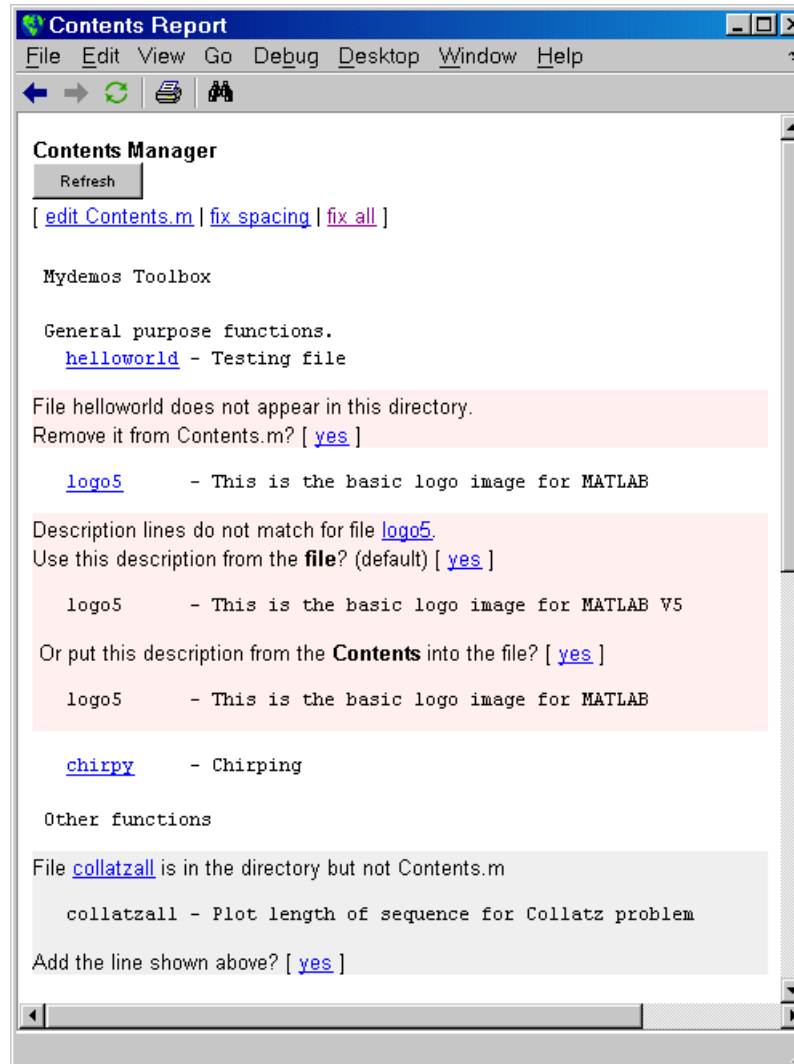 Contents Report
File Edit View Go Debug Desktop Window Help
Contents Manager
Refresh
[ edit Contents.m | fix spacing | fix all ]
Mydemos Toolbox
General purpose functions.
helloworld - Testing file
File helloworld does not appear in this directory.
Remove it from Contents.m? [ yes ]
logo5 - This is the basic logo image for MATLAB
Description lines do not match for file logo5.
Use this description from the file? (default) [ yes ]
logo5 - This is the basic logo image for MATLAB V5
Or put this description from the Contents into the file? [ yes ]
logo5 - This is the basic logo image for MATLAB
chirpy - Chirping
Other functions
File collatzall is in the directory but not Contents.m
collatzall - Plot length of sequence for Collatz problem
Add the line shown above? [ yes ]